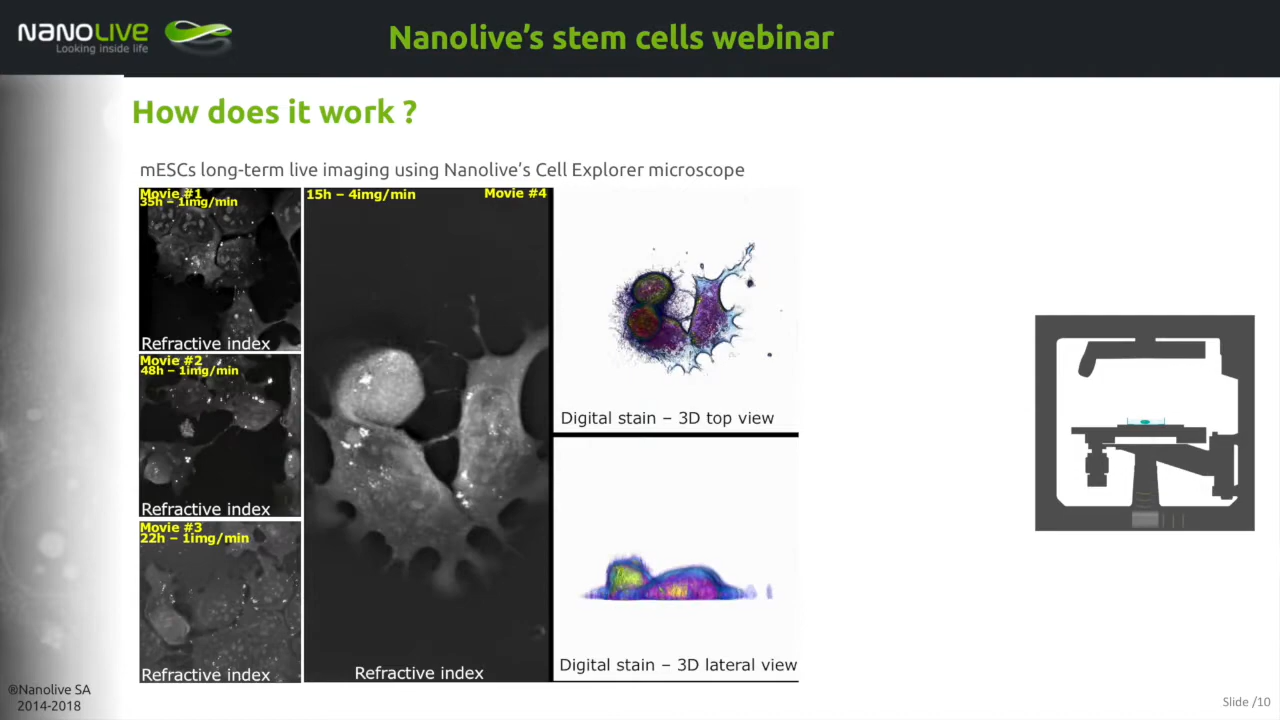 NANOLIVE
Looking inside life
Nanolive's stem cells webinar
How does it work ?
mESCs long-term live imaging using Nanolive's Cell Explorer microscope
Movie #1
35h – 1img/min
Refractive index
Movie #2
48h – 1img/min
Refractive index
Movie #3
22h – 1img/min
Refractive index
15h – 4img/min
Movie #4
Refractive index
Digital stain – 3D top view
Digital stain – 3D lateral view
®Nanolive SA
2014-2018
Slide /10